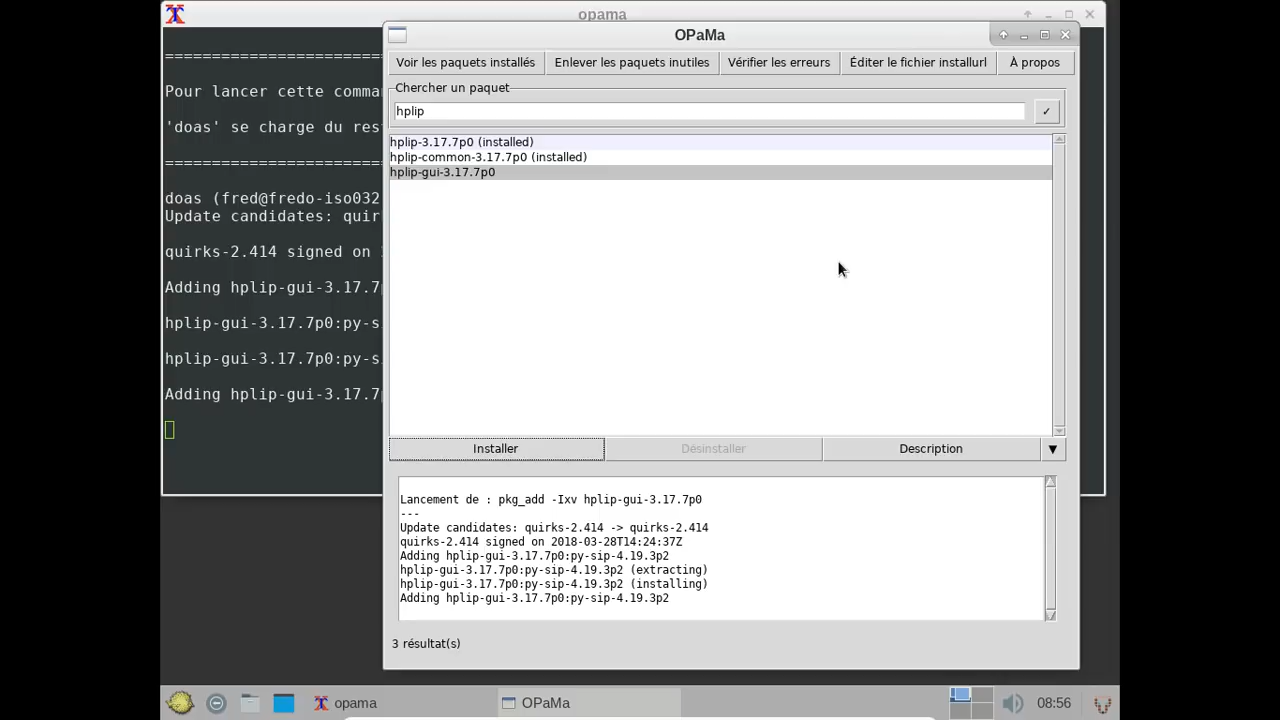 opama
Pour lancer cette comma
'doas' se charge du res
doas (fred@fredo-iso032
Update candidates: quir
quirks-2.414 signed on
Adding hplip-gui-3.17.7p
hplip-gui-3.17.7p0:py-s
hplip-gui-3.17.7p0:py-s
Adding hplip-gui-3.17.7p
OPaMa
Voir les paquets installés
Enlever les paquets inutiles
Vérifier les erreurs
Éditer le fichier installurl
À propos
Chercher un paquet
hplip
✓
hplip-3.17.7p0 (installed)
hplip-common-3.17.7p0 (installed)
hplip-gui-3.17.7p0
Installer
Désinstaller
Description
Lancement de : pkg_add -Ixv hplip-gui-3.17.7p0
---
Update candidates: quirks-2.414 -> quirks-2.414
quirks-2.414 signed on 2018-03-28T14:24:37Z
Adding hplip-gui-3.17.7p0:py-sip-4.19.3p2
hplip-gui-3.17.7p0:py-sip-4.19.3p2 (extracting)
hplip-gui-3.17.7p0:py-sip-4.19.3p2 (installing)
Adding hplip-gui-3.17.7p0:py-sip-4.19.3p2
3 résultat(s)
opama
OPaMa
08:56